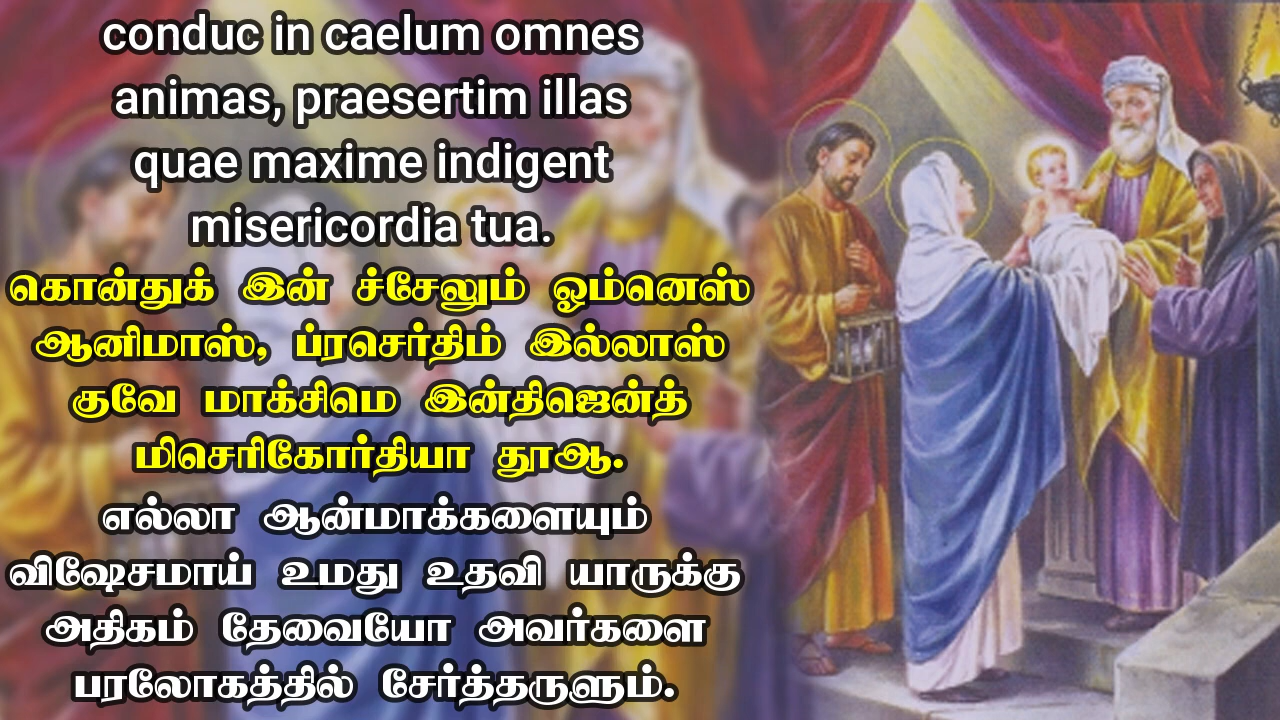 conduc in caelum omnes
animas, praesertim illas
quae maxime indigent
misericordia tua.
கொன்துக் இன் ச்சேலும் ஓம்னெஸ்
ஆனிமாஸ், ப்ரசெர்திம் இல்லாஸ்
குவே மாக்சிமெ இன்திஜென்த்
மிசெரிகோர்தியா தூஆ.
எல்லா ஆன்மாக்களையும்
விஷேசமாய் உமது உதவி யாருக்கு
அதிகம் தேவையோ அவர்களை
பரலோகத்தில் சேர்த்தருளும்.